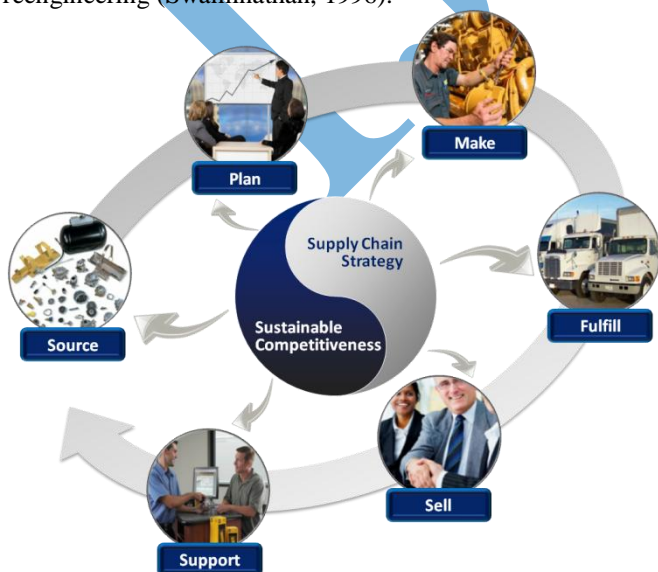 reengineering (Swaminathan, 1996).
Plan
Make
Supply Chain
Strategy
Sustainable
Competitiveness
Source
Fulfill
Sell
Support